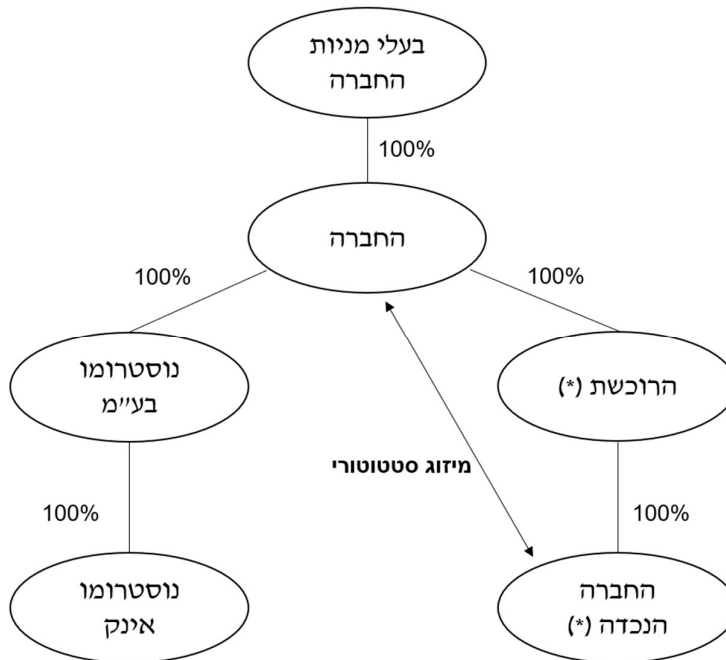 בעלי מניות
החברה
100%
החברה
100%
100%
נוסטרומו
בע"מ
הרוכשת (*)
מיזוג סטטוטורי
100%
100%
נוסטרומו
אינק
החברה
הנכדה (*)